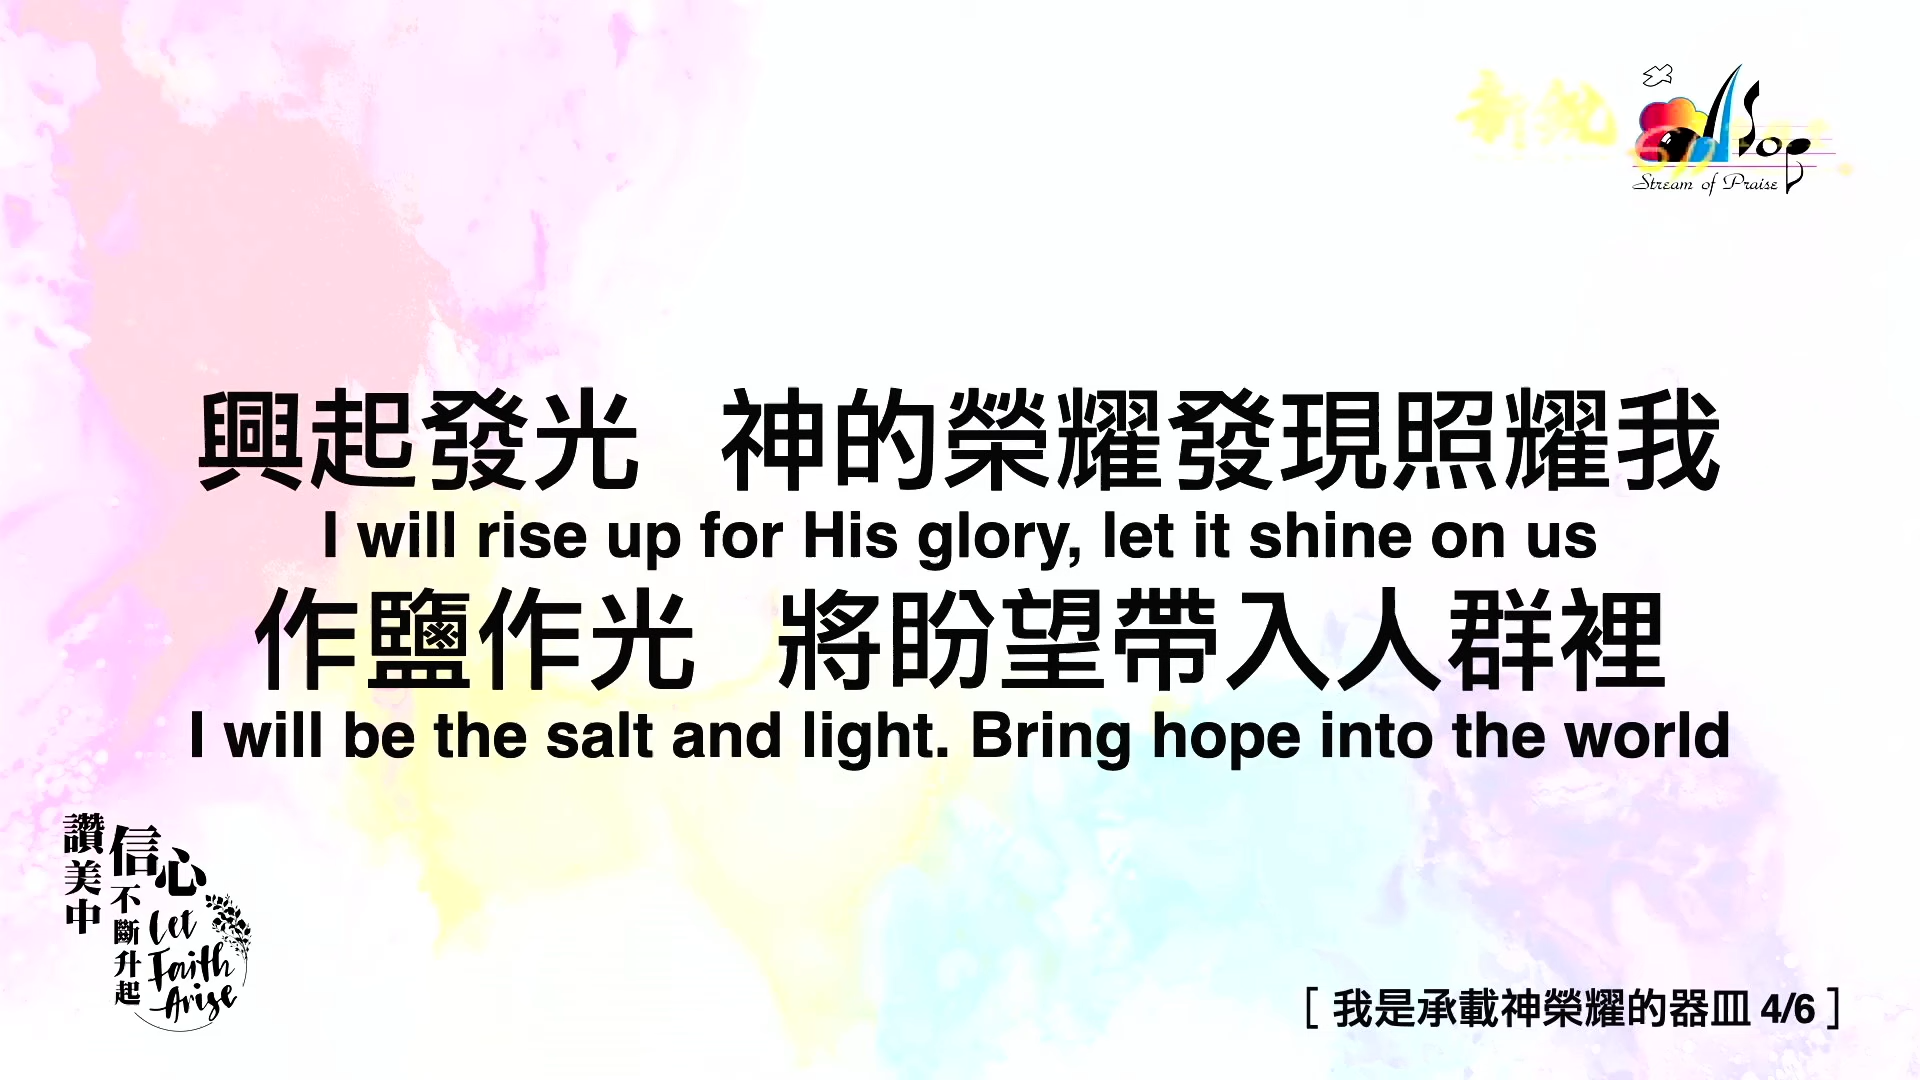 新銳
SOP
Stream of Praise
興起發光 神的榮耀發現照耀我
I will rise up for His glory, let it shine on us
作鹽作光 將盼望帶入人群裡
I will be the salt and light. Bring hope into the world
讚美中
信心
不斷升起
Let
Faith
Arise
[ 我是承載神榮耀的器皿 4/6 ]